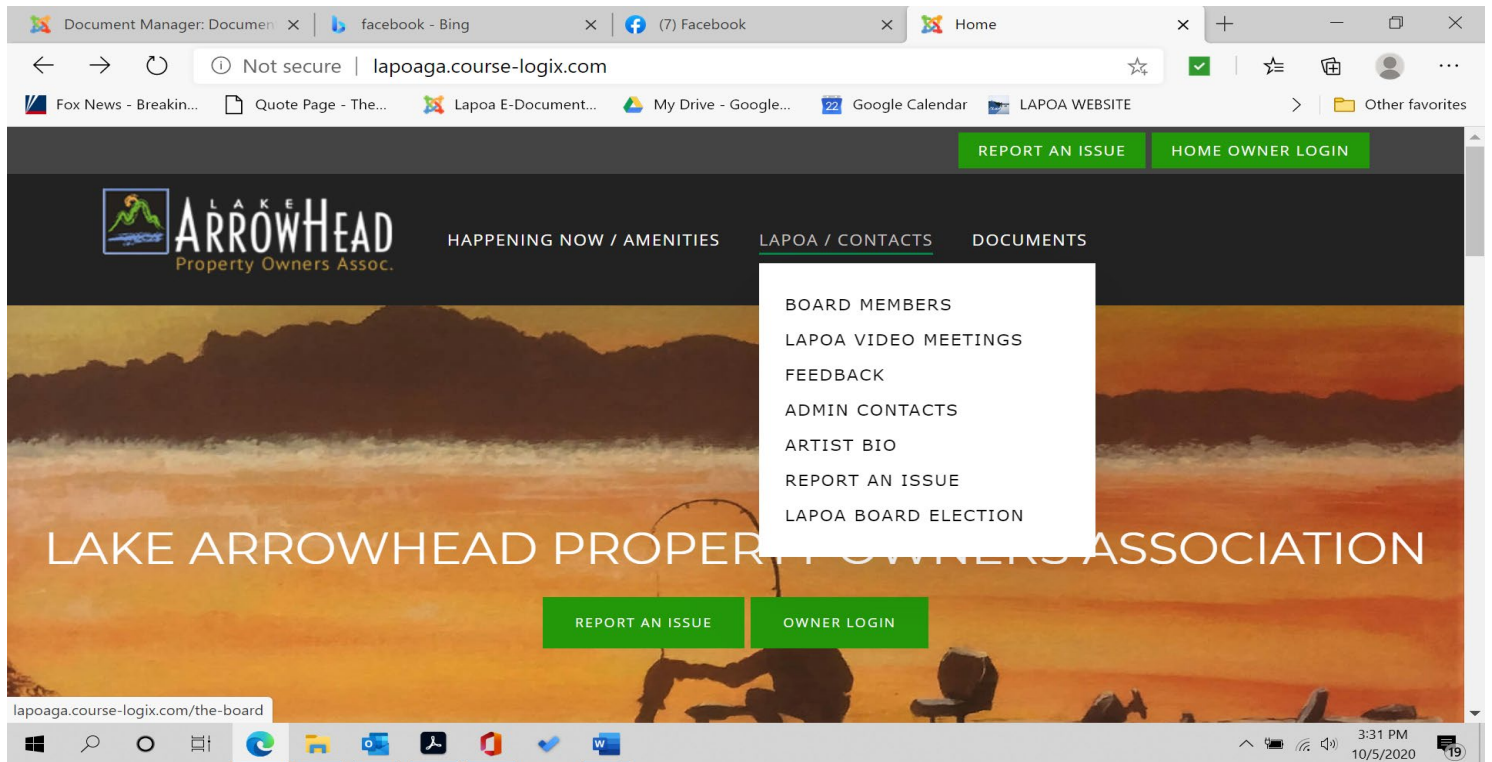 Document Manager: Documen
facebook - Bing
(7) Facebook
Home
Not secure | lapoaga.course-logix.com
Fox News - Breakin...
Quote Page - The...
Lapoa E-Document...
My Drive - Google...
22
Google Calendar
LAPOA WEBSITE
Other favorites
REPORT AN ISSUE
HOME OWNER LOGIN
LAKE
ARROWHEAD
Property Owners Assoc.
HAPPENING NOW / AMENITIES
LAPOA / CONTACTS
DOCUMENTS
BOARD MEMBERS
LAPOA VIDEO MEETINGS
FEEDBACK
ADMIN CONTACTS
ARTIST BIO
REPORT AN ISSUE
LAPOA BOARD ELECTION
LAKE ARROWHEAD PROPERTY OWNERS ASSOCIATION
REPORT AN ISSUE
OWNER LOGIN
lapoaga.course-logix.com/the-board
3:31 PM
10/5/2020
19